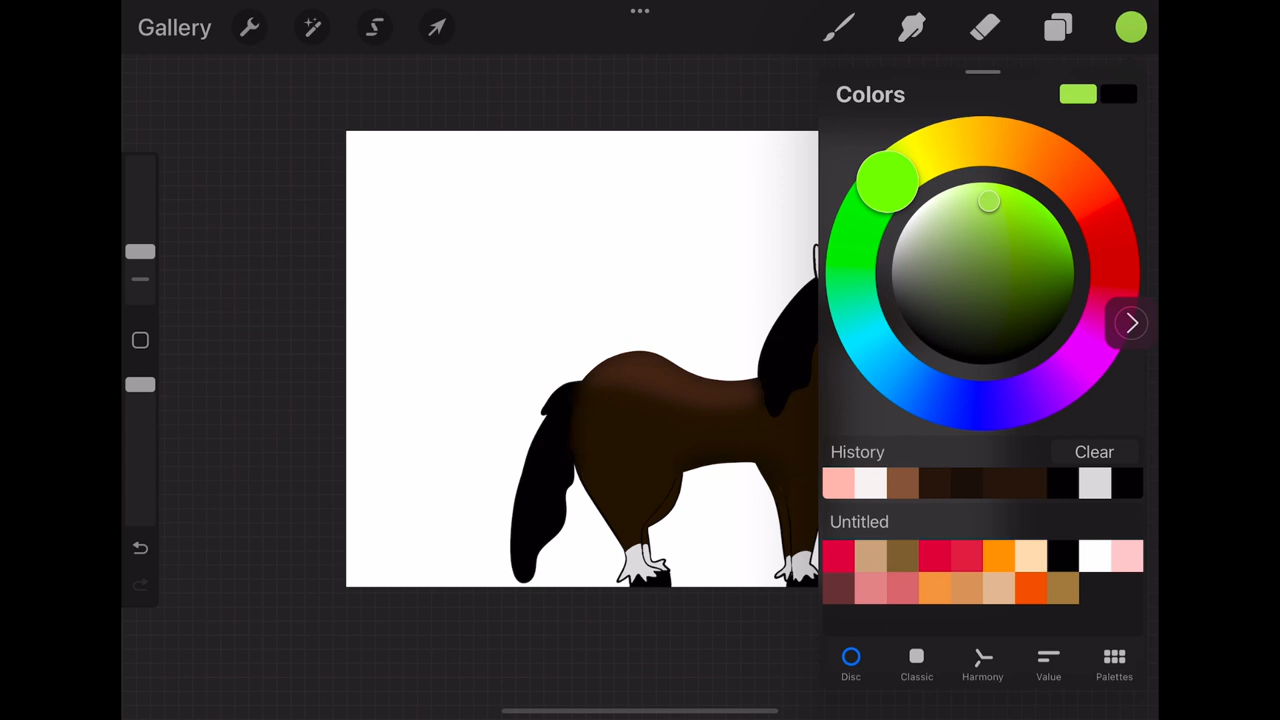 Gallery
Colors
History Clear
Untitled
Disc Classic Harmony Value Palettes